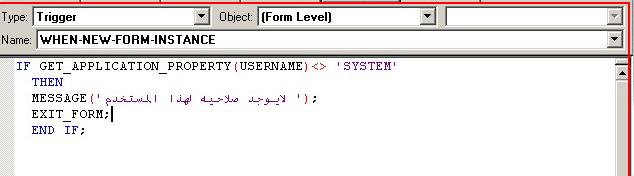 Type: Trigger Object: (Form Level)
Name: WHEN-NEW-FORM-INSTANCE
IF GET_APPLICATION_PROPERTY(USERNAME)<> 'SYSTEM'
THEN
MESSAGE('لايوجد صلاحيه لهذا المستخدم ');
EXIT_FORM;
END IF;